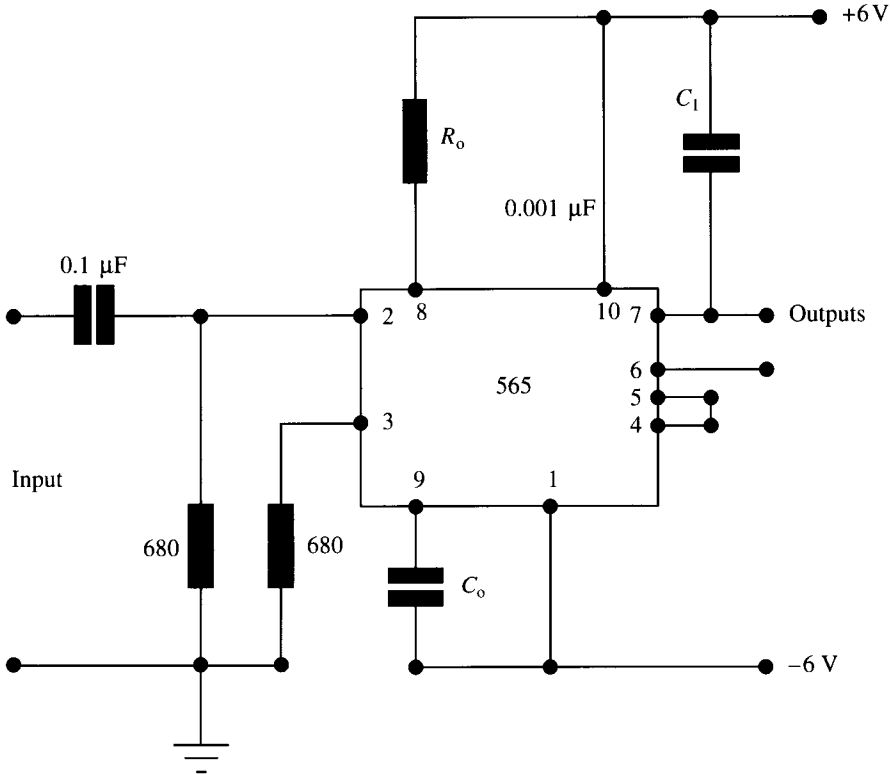 +6 V
C1
Ro
0.001 µF
0.1 µF
8
10
2
7
Outputs
6
565
5
3
4
Input
9
1
680
680
Co
−6 V